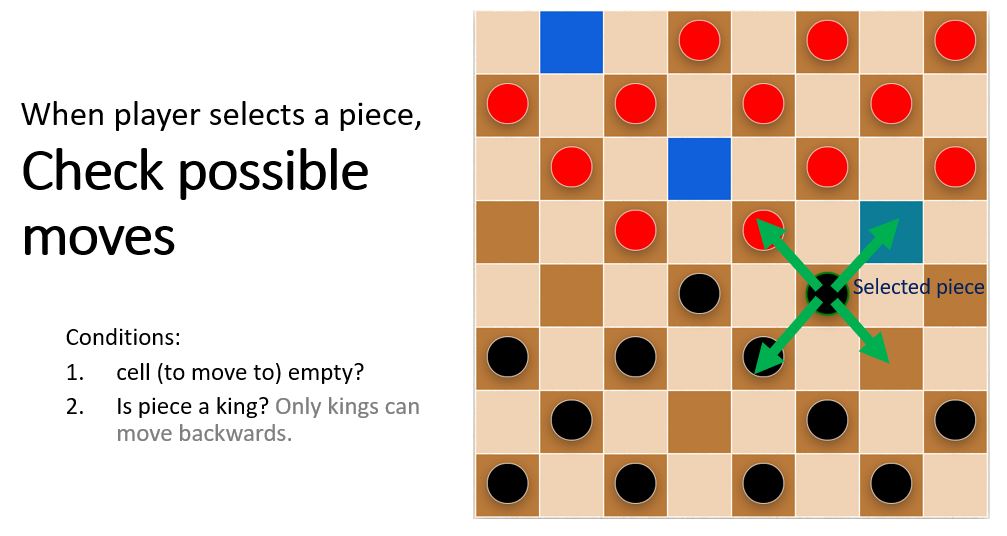 When player selects a piece,
Check possible
moves
Conditions:
1. cell (to move to) empty?
2. Is piece a king? Only kings can
move backwards.
Selected piece